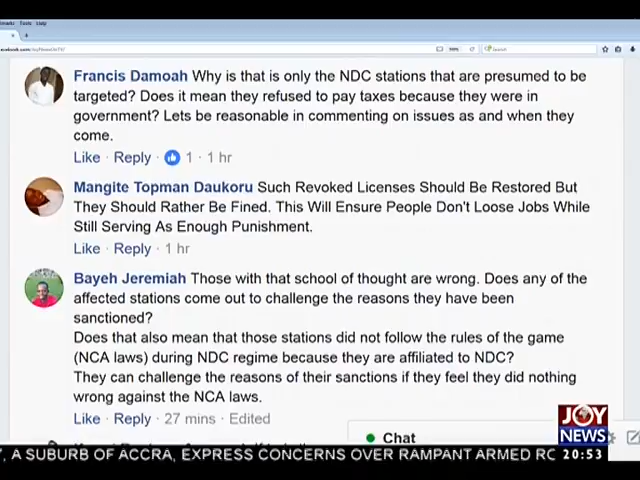 Tools Help
Search
Francis Damoah Why is that is only the NDC stations that are presumed to be
targeted? Does it mean they refused to pay taxes because they were in
government? Lets be reasonable in commenting on issues as and when they
come.
Like · Reply · 1 · 1 hr
Mangite Topman Daukoru Such Revoked Licenses Should Be Restored But
They Should Rather Be Fined. This Will Ensure People Don't Loose Jobs While
Still Serving As Enough Punishment.
Like · Reply · 1 hr
Bayeh Jeremiah Those with that school of thought are wrong. Does any of the
affected stations come out to challenge the reasons they have been
sanctioned?
Does that also mean that those stations did not follow the rules of the game
(NCA laws) during NDC regime because they are affiliated to NDC?
They can challenge the reasons of their sanctions if they feel they did nothing
wrong against the NCA laws.
Like · Reply · 27 mins · Edited
Chat
JOY
NEWS
, A SUBURB OF ACCRA, EXPRESS CONCERNS OVER RAMPANT ARMED RO
20:53